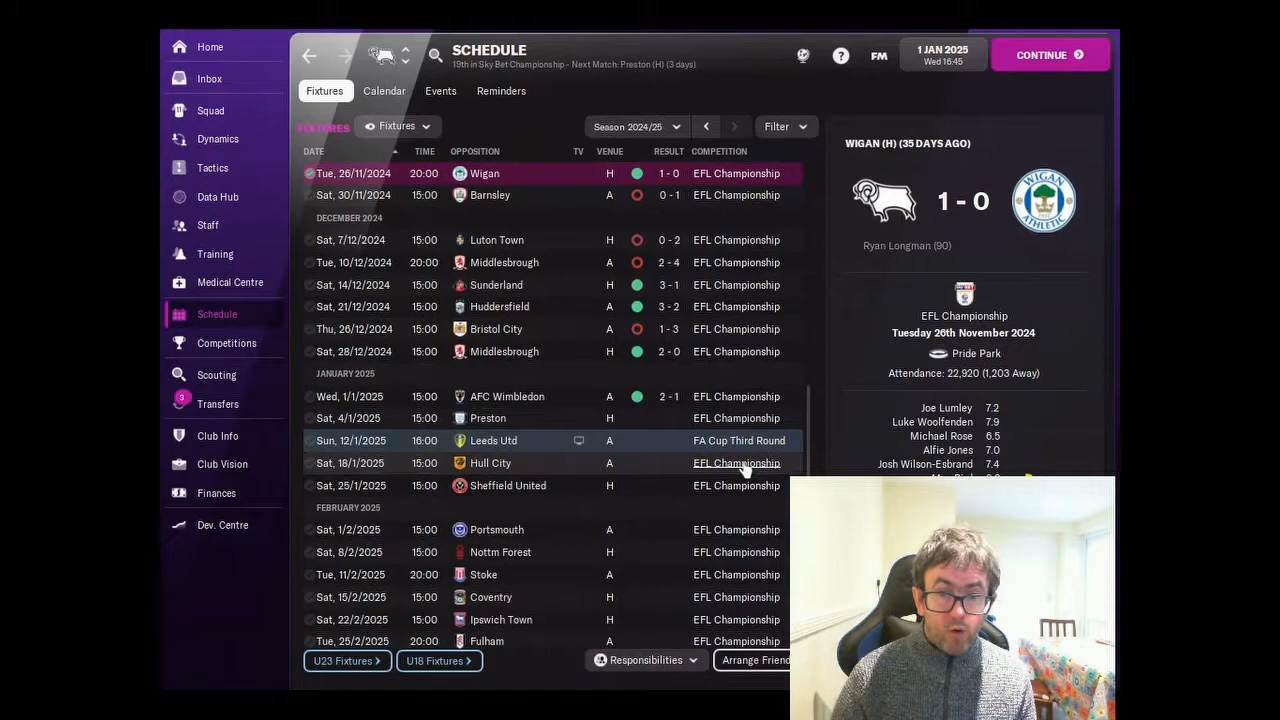 Home
Inbox
Squad
Dynamics
Tactics
Data Hub
Staff
Training
Medical Centre
Schedule
Competitions
Scouting
3
Transfers
Club Info
Club Vision
Finances
Dev. Centre
SCHEDULE
19th in Sky Bet Championship - Next Match: Preston (H) (3 days)
?
FM
1 JAN 2025
Wed 16:45
CONTINUE
Fixtures
Calendar
Events
Reminders
FIXTURES
Fixtures
Season 2024/25
Filter
DATE TIME OPPOSITION TV VENUE RESULT COMPETITION
Tue, 26/11/2024 20:00 Wigan H 1 - 0 EFL Championship
Sat, 30/11/2024 15:00 Barnsley A 0 - 1 EFL Championship
DECEMBER 2024
Sat, 7/12/2024 15:00 Luton Town H 0 - 2 EFL Championship
Tue, 10/12/2024 20:00 Middlesbrough A 2 - 4 EFL Championship
Sat, 14/12/2024 15:00 Sunderland H 3 - 1 EFL Championship
Sat, 21/12/2024 15:00 Huddersfield A 3 - 2 EFL Championship
Thu, 26/12/2024 15:00 Bristol City A 1 - 3 EFL Championship
Sat, 28/12/2024 15:00 Middlesbrough H 2 - 0 EFL Championship
JANUARY 2025
Wed, 1/1/2025 15:00 AFC Wimbledon A 2 - 1 EFL Championship
Sat, 4/1/2025 15:00 Preston H EFL Championship
Sun, 12/1/2025 16:00 Leeds Utd A FA Cup Third Round
Sat, 18/1/2025 15:00 Hull City A EFL Championship
Sat, 25/1/2025 15:00 Sheffield United H EFL Championship
FEBRUARY 2025
Sat, 1/2/2025 15:00 Portsmouth A EFL Championship
Sat, 8/2/2025 15:00 Nottm Forest H EFL Championship
Tue, 11/2/2025 20:00 Stoke A EFL Championship
Sat, 15/2/2025 15:00 Coventry H EFL Championship
Sat, 22/2/2025 15:00 Ipswich Town H EFL Championship
Tue, 25/2/2025 20:00 Fulham A EFL Championship
U23 Fixtures >
U18 Fixtures >
Responsibilities
Arrange Friend
WIGAN (H) (35 DAYS AGO)
1 - 0
Ryan Longman (90)
EFL Championship
Tuesday 26th November 2024
Pride Park
Attendance: 22,920 (1,203 Away)
Joe Lumley 7.2
Luke Woolfenden 7.9
Michael Rose 6.5
Alfie Jones 7.0
Josh Wilson-Esbrand 7.4